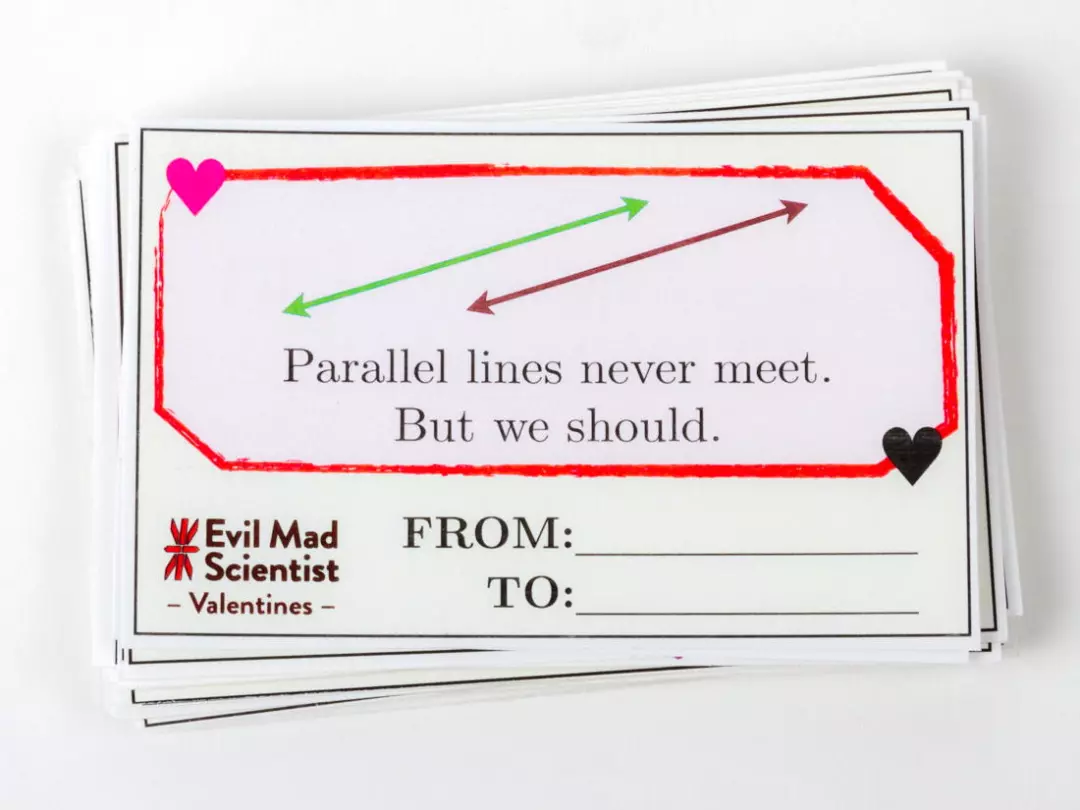 Parallel lines never meet.
But we should.
Evil Mad
Scientist
– Valentines –
FROM:
TO: